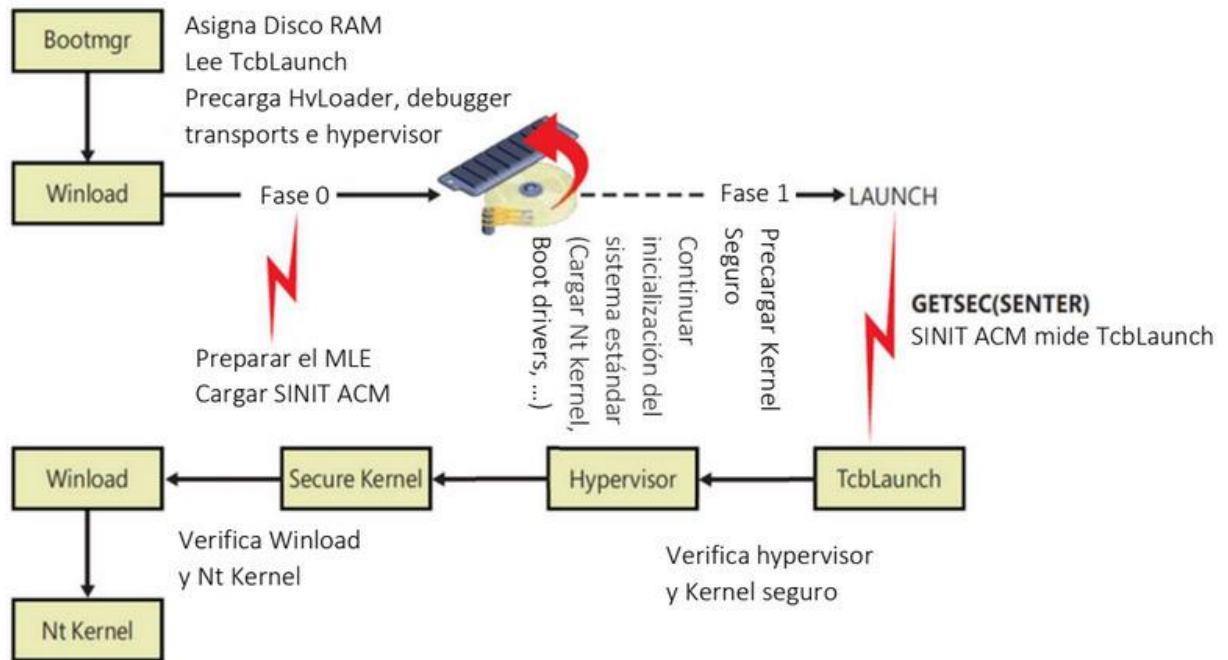 Bootmgr
Asigna Disco RAM
Lee TcbLaunch
Precarga HvLoader, debugger
transports e hypervisor
Winload
Fase 0
Fase 1
LAUNCH
Preparar el MLE
Cargar SINIT ACM
Continuar
inicialización del
sistema estándar
(Cargar Nt kernel,
Boot drivers, ...)
Precargar Kernel
Seguro
GETSEC(SENTER)
SINIT ACM mide TcbLaunch
Winload
Secure Kernel
Hypervisor
TcbLaunch
Verifica Winload
y Nt Kernel
Verifica hypervisor
y Kernel seguro
Nt Kernel